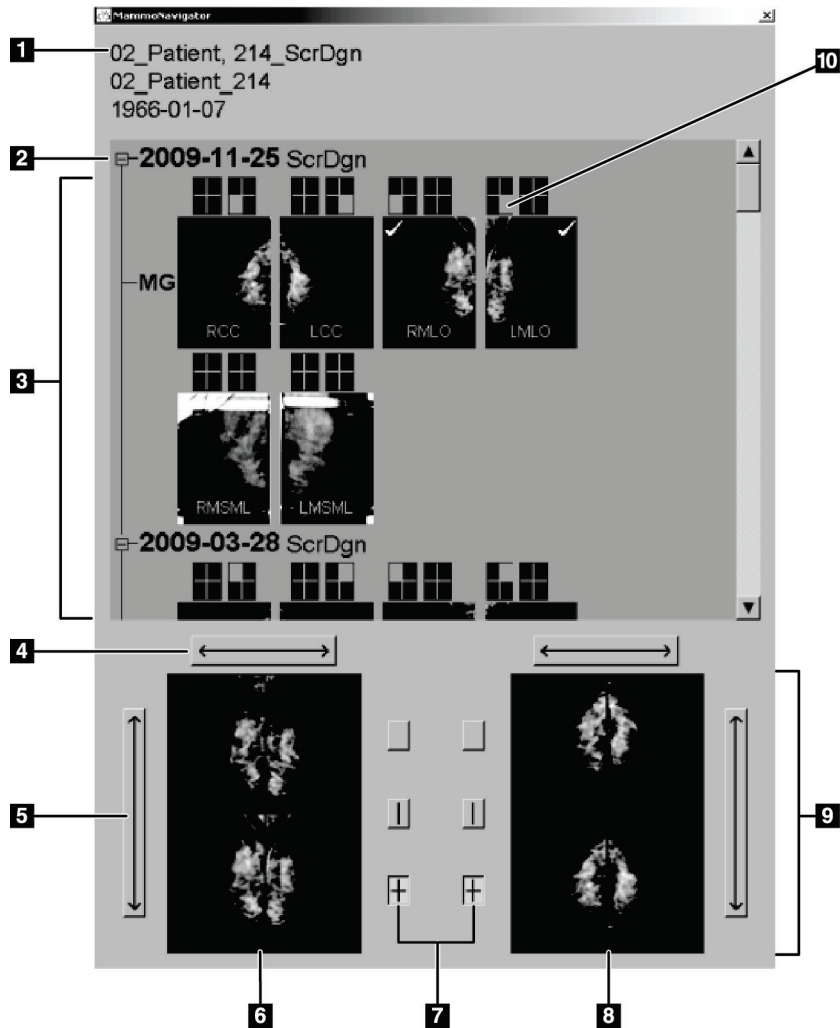 MammoNavigator
1 02_Patient, 214_ScrDgn
02_Patient_214
1966-01-07
10
2 2009-11-25 ScrDgn
3
MG
RCC LCC RMLO LMLO
RMSML LMSML
2009-03-28 ScrDgn
4
5
9
6 7 8